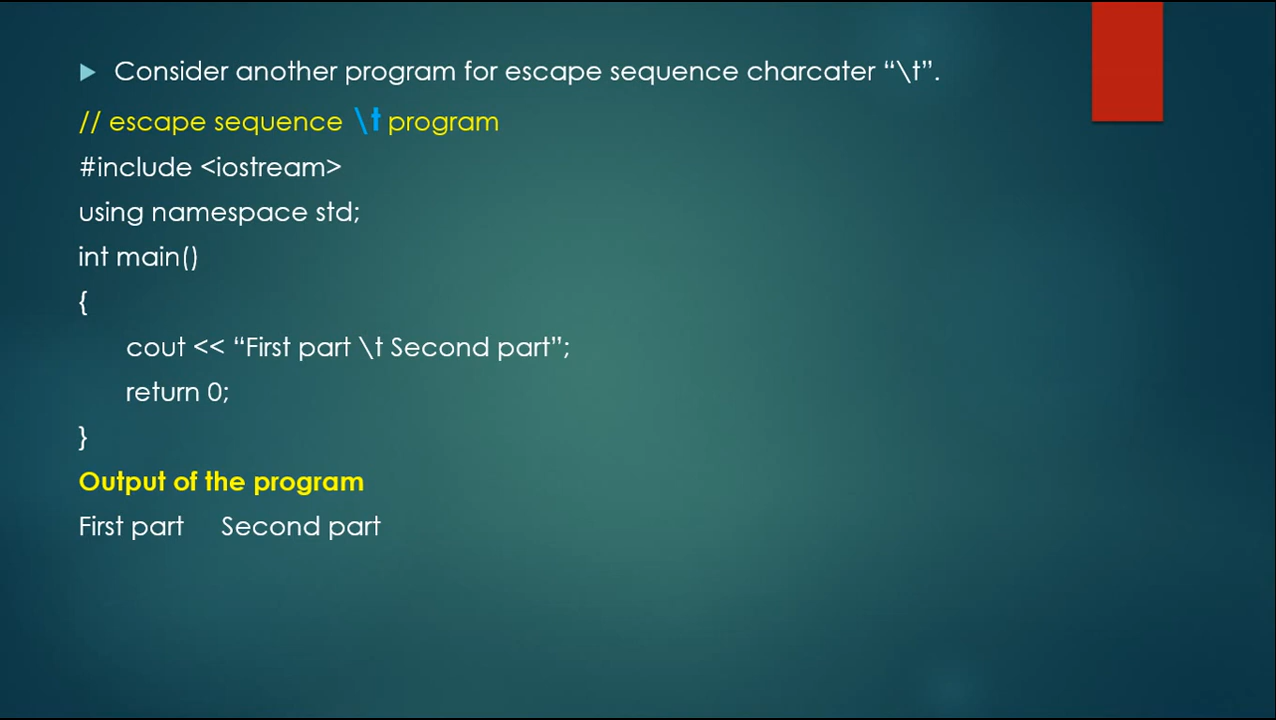 Consider another program for escape sequence charcater “\t”.
// escape sequence \t program
#include <iostream>
using namespace std;
int main()
{
cout << “First part \t Second part”;
return 0;
}
Output of the program
First part Second part